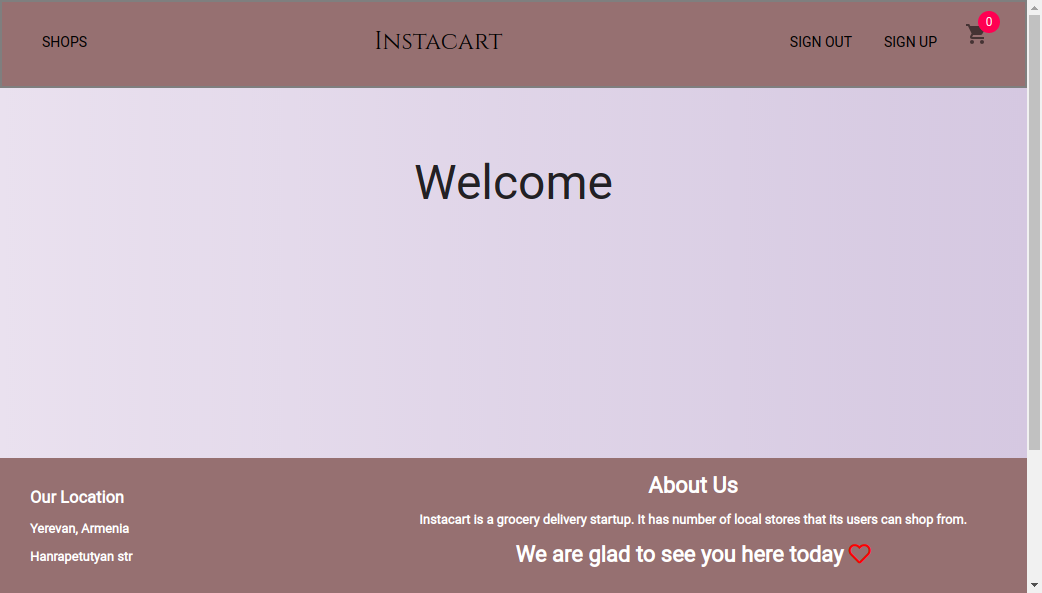 SHOPS
Instacart
SIGN OUT
SIGN UP
0
Welcome
Our Location
Yerevan, Armenia
Hanrapetutyan str
About Us
Instacart is a grocery delivery startup. It has number of local stores that its users can shop from.
We are glad to see you here today